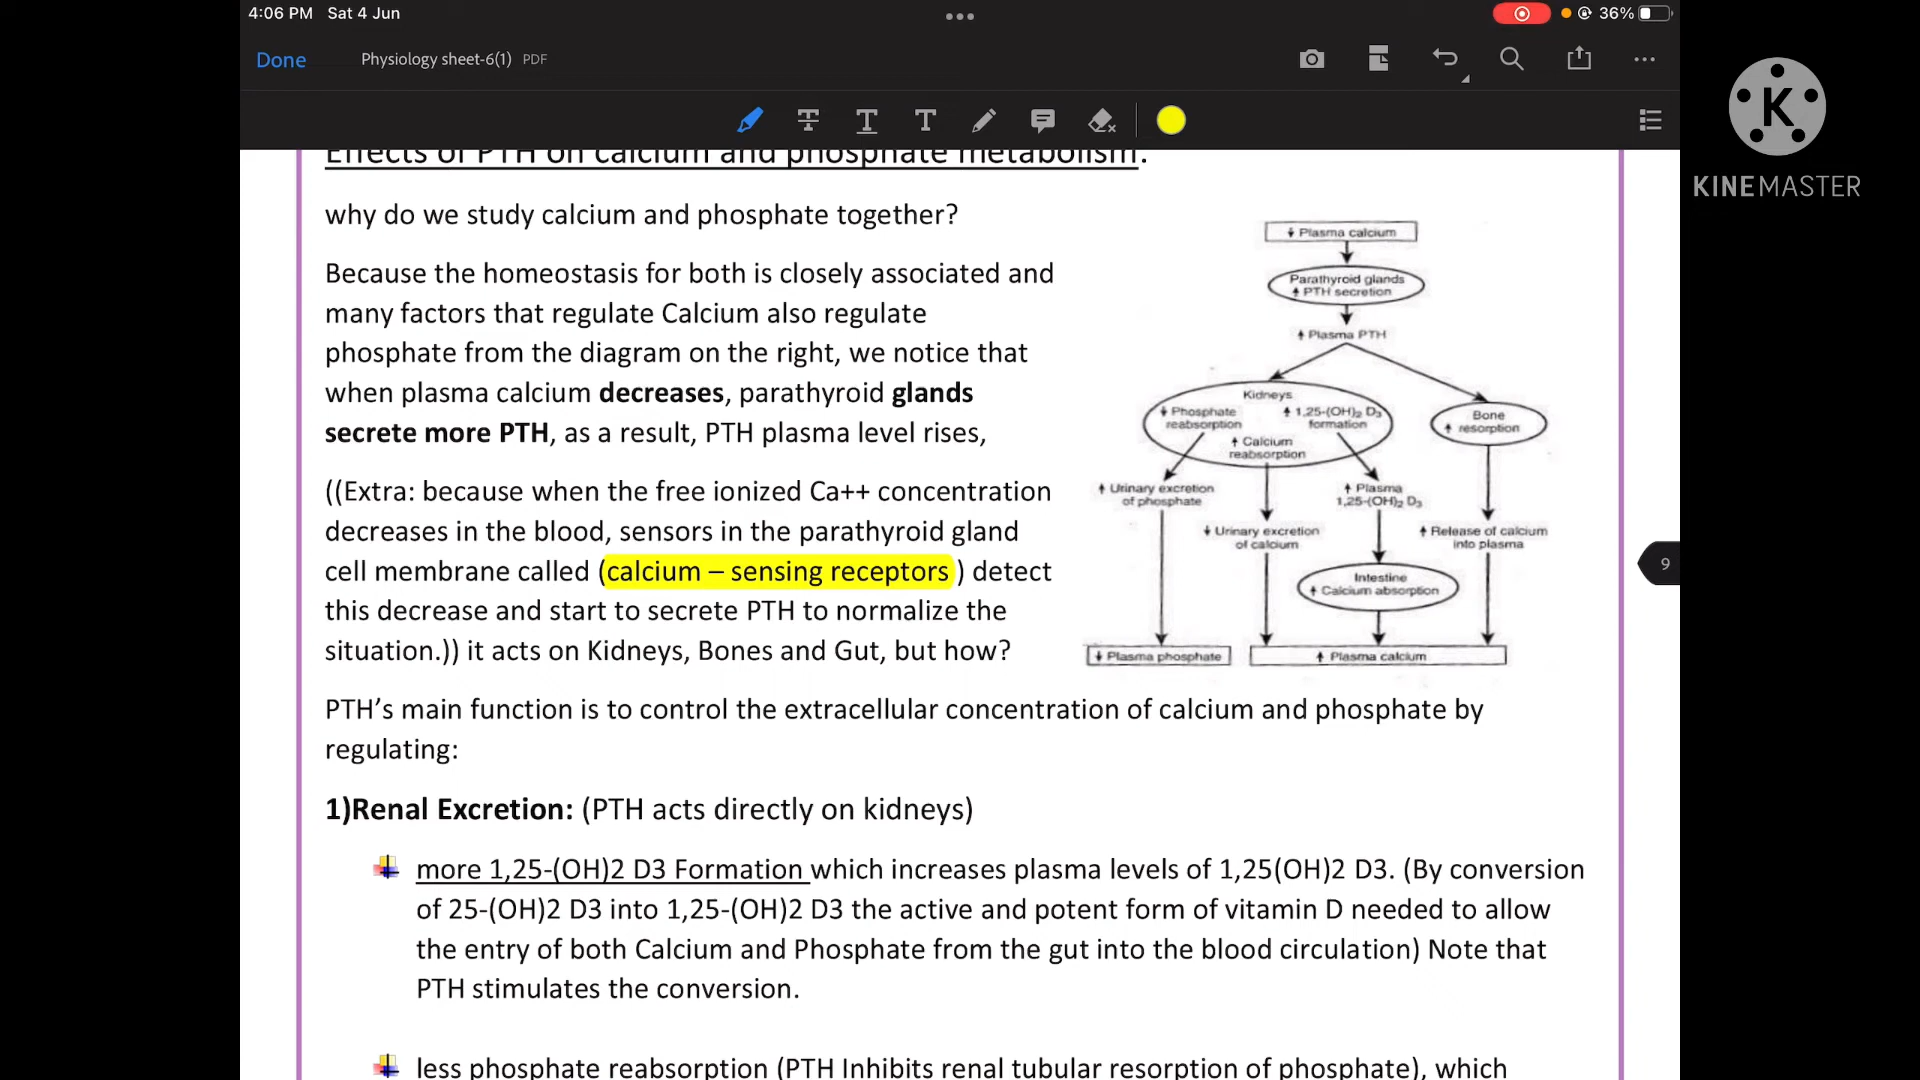 4:06 PM Sat 4 Jun
36%
Done
Physiology sheet-6(1) PDF
K
KINEMASTER
Effects of PTH on calcium and phosphate metabolism:
why do we study calcium and phosphate together?
Because the homeostasis for both is closely associated and
many factors that regulate Calcium also regulate
phosphate from the diagram on the right, we notice that
when plasma calcium decreases, parathyroid glands
secrete more PTH, as a result, PTH plasma level rises,
((Extra: because when the free ionized Ca++ concentration
decreases in the blood, sensors in the parathyroid gland
cell membrane called (calcium – sensing receptors ) detect
this decrease and start to secrete PTH to normalize the
situation.)) it acts on Kidneys, Bones and Gut, but how?
↓ Plasma calcium
Parathyroid glands
↑ PTH secretion
↑ Plasma PTH
Kidneys
↓ Phosphate
reabsorption
↑ 1,25-(OH)₂ D₃
formation
↑ Calcium
reabsorption
Bone
↑ resorption
↑ Urinary excretion
of phosphate
↓ Urinary excretion
of calcium
↑ Plasma
1,25-(OH)₂ D₃
↑ Release of calcium
into plasma
Intestine
↑ Calcium absorption
↓ Plasma phosphate
↑ Plasma calcium
9
PTH’s main function is to control the extracellular concentration of calcium and phosphate by
regulating:
1)Renal Excretion: (PTH acts directly on kidneys)
more 1,25-(OH)2 D3 Formation which increases plasma levels of 1,25(OH)2 D3. (By conversion
of 25-(OH)2 D3 into 1,25-(OH)2 D3 the active and potent form of vitamin D needed to allow
the entry of both Calcium and Phosphate from the gut into the blood circulation) Note that
PTH stimulates the conversion.
less phosphate reabsorption (PTH Inhibits renal tubular resorption of phosphate), which